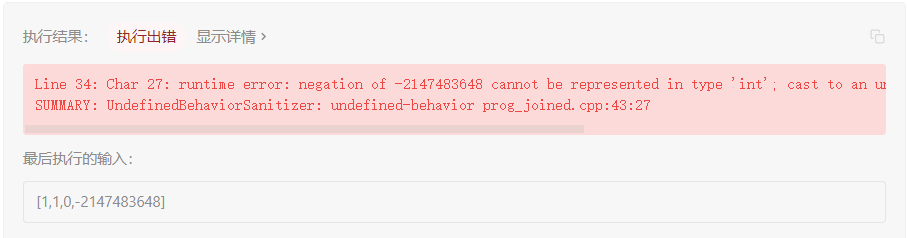 执行结果： 执行出错 显示详情 >
Line 34: Char 27: runtime error: negation of -2147483648 cannot be represented in type 'int'; cast to an
SUMMARY: UndefinedBehaviorSanitizer: undefined-behavior prog_joined.cpp:43:27
最后执行的输入：
[1,1,0,-2147483648]